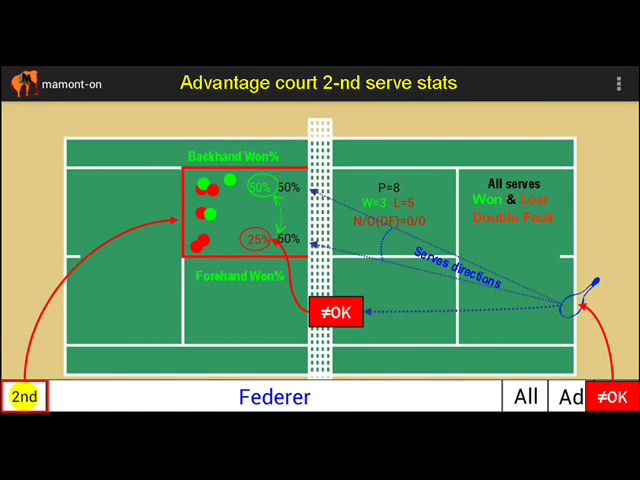 mamont-on
Advantage court 2-nd serve stats
Backhand Won%
50% 50%
25% 50%
Forehand Won%
P=8
W=3 L=5
N/O(DF)=0/0
All serves
Won & Lost
Double Fault
Serves directions
≠OK
2nd
Federer
All
Ad
≠OK